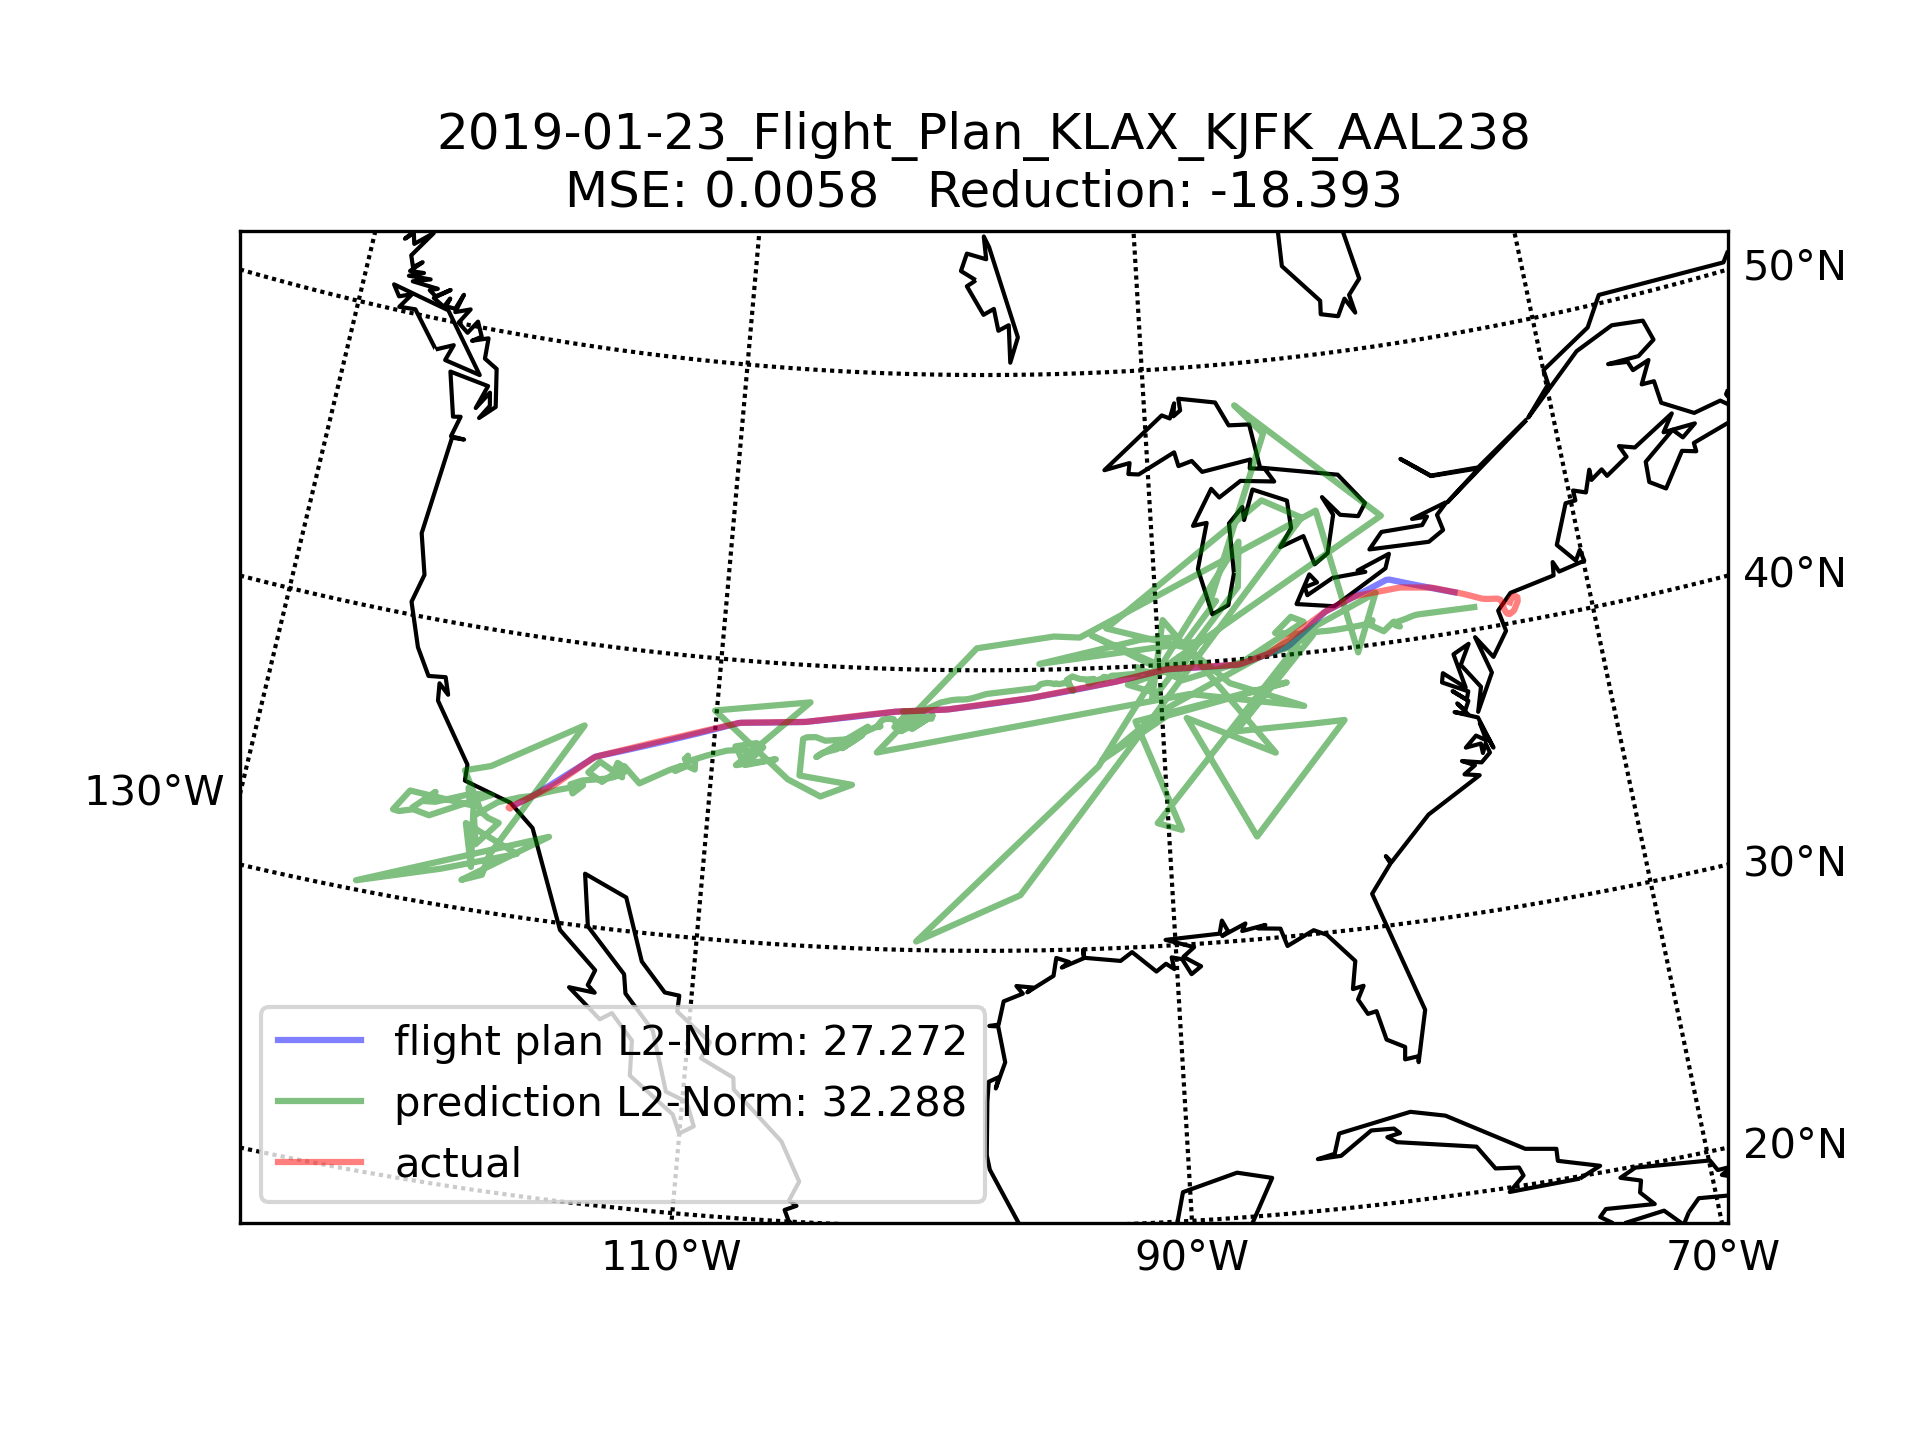 2019-01-23_Flight_Plan_KLAX_KJFK_AAL238
MSE: 0.0058   Reduction: -18.393
50°N
40°N
130°W
30°N
flight plan L2-Norm: 27.272
prediction L2-Norm: 32.288
20°N
actual
110°W
90°W
70°W